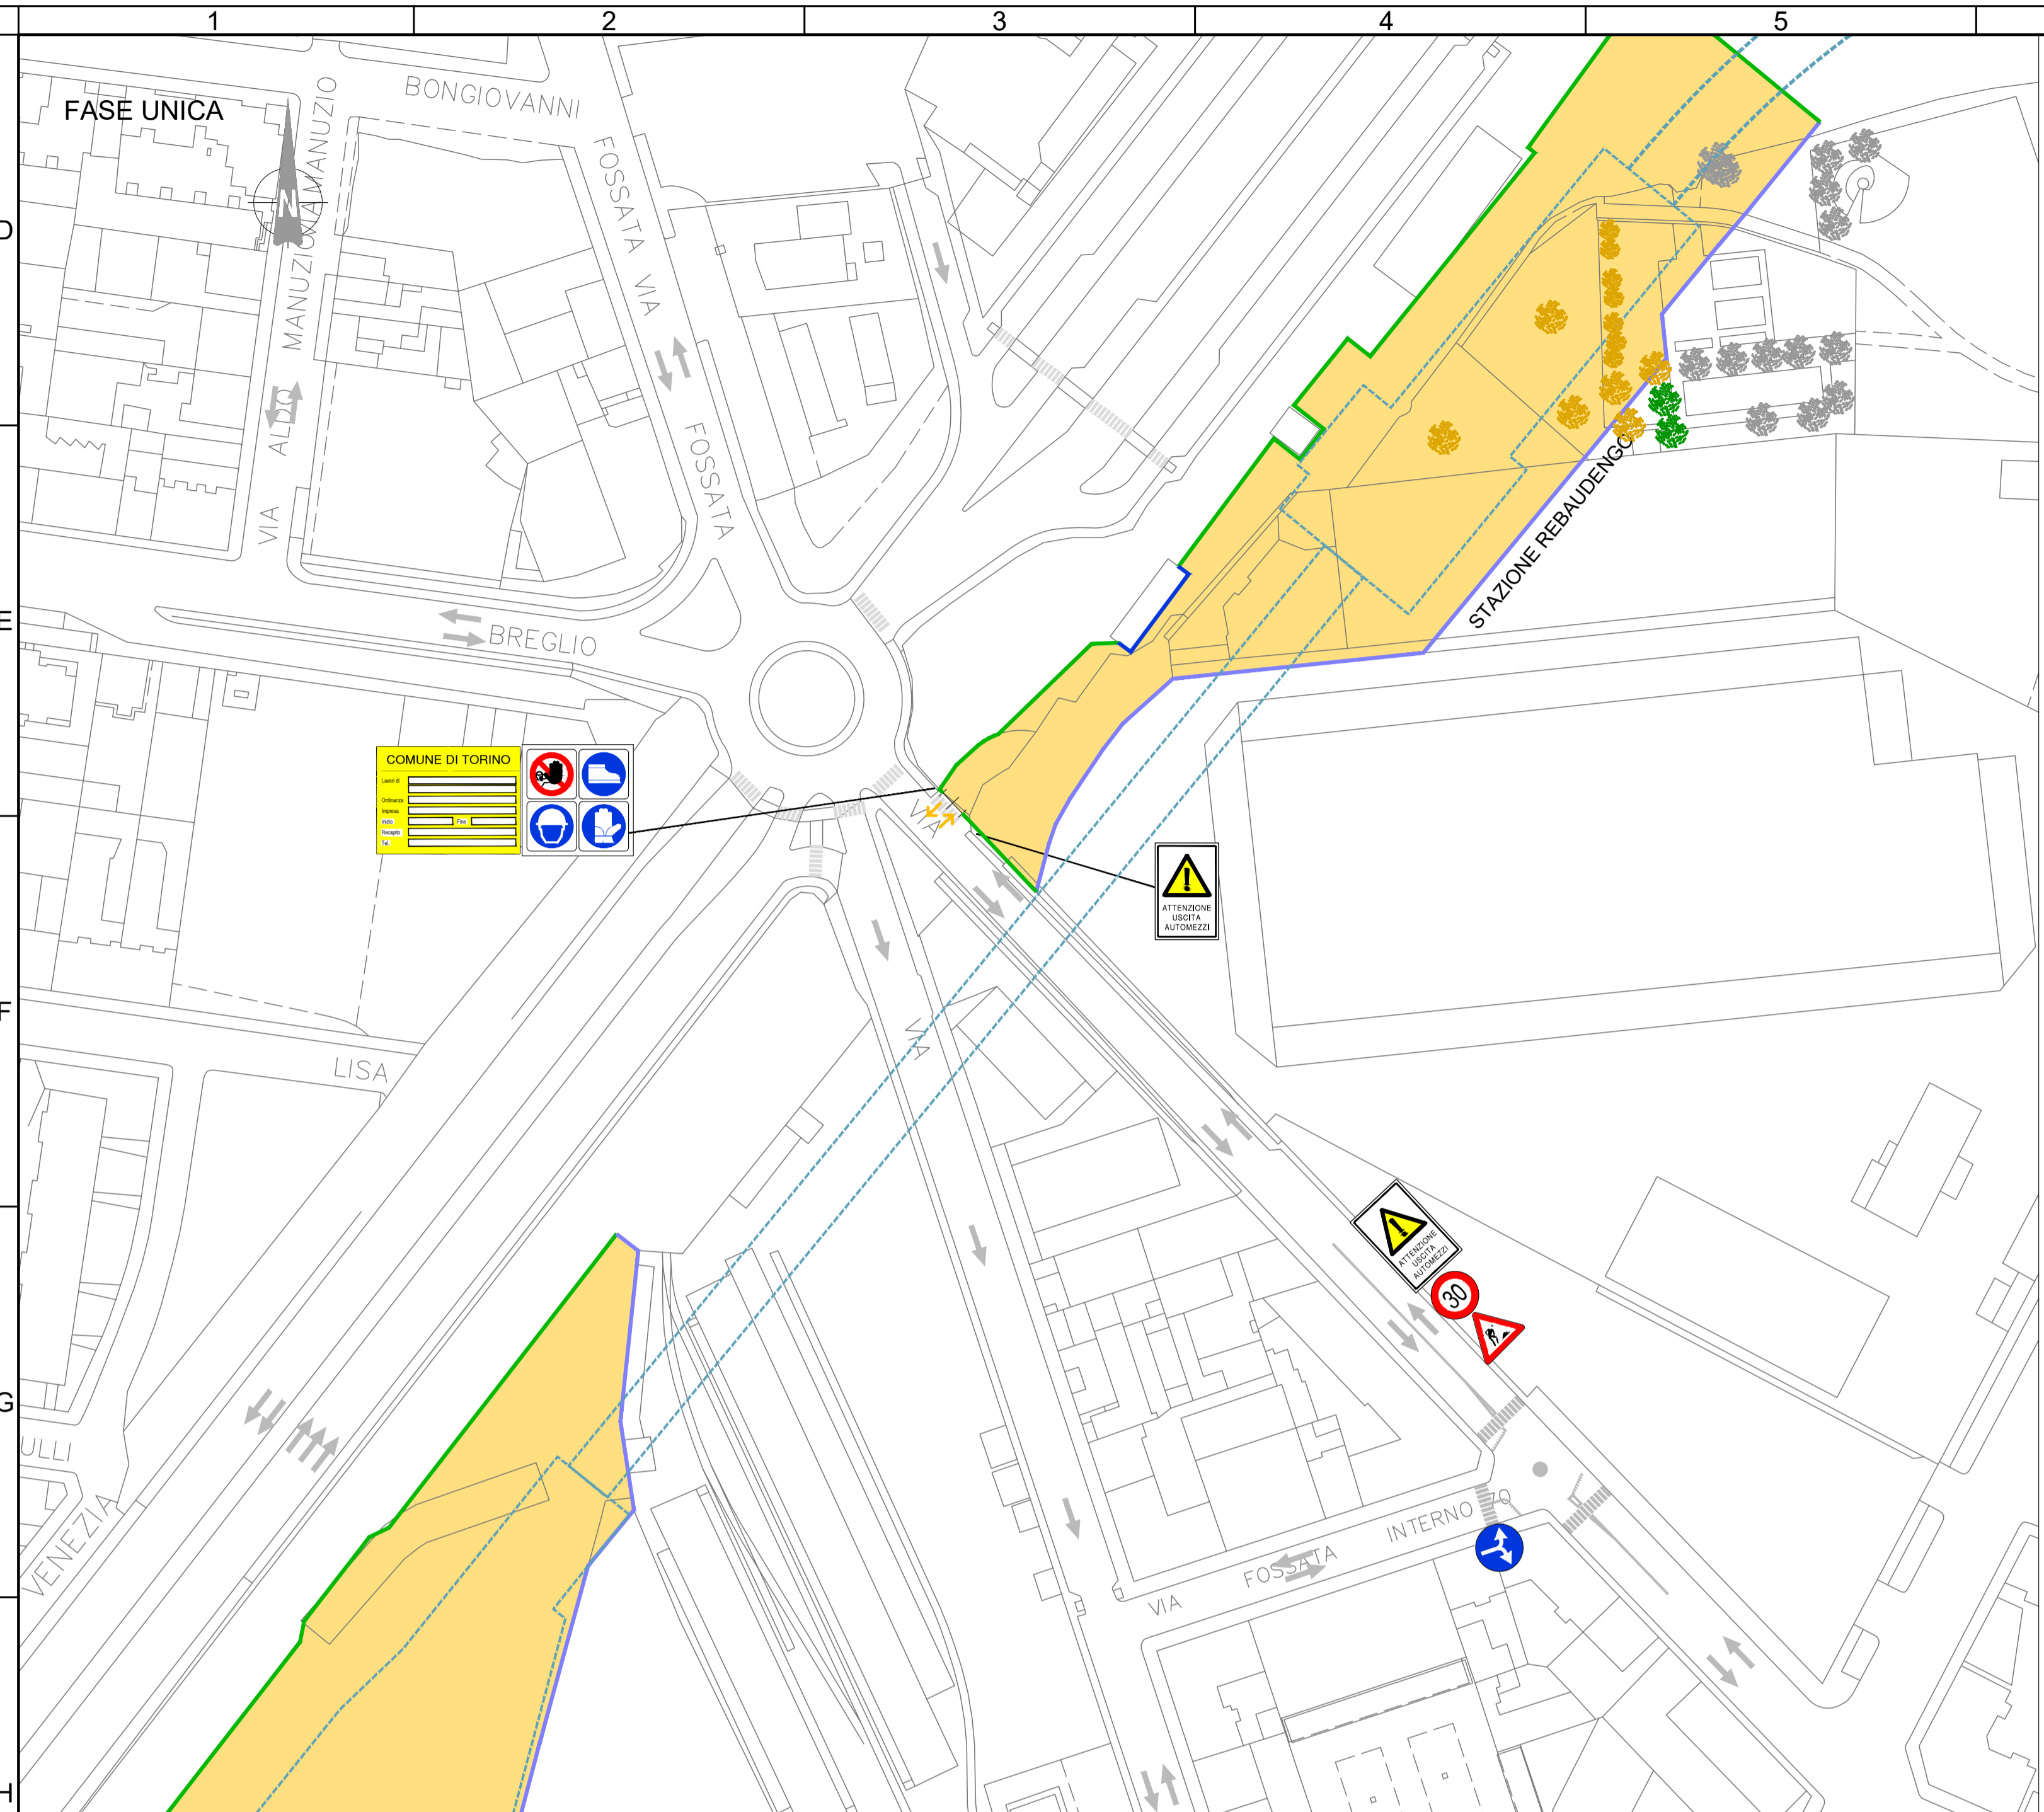 1
2
3
4
5
FASE UNICA
N
BONGIOVANNI
MANUZIO
MANUZIO
VIA ALDO
FOSSATA VIA
FOSSATA
D
E
F
G
H
BREGLIO
STAZIONE REBAUDENGO
COMUNE DI TORINO
Lavori di
Ordinanza
Impresa
Inizio
Fine
Recapito
Tel.
VIA
ATTENZIONE
USCITA
AUTOMEZZI
VIA
LISA
ATTENZIONE
USCITA
AUTOMEZZI
30
ULLI
VENEZIA
VIA FOSSATA INTERNO 70